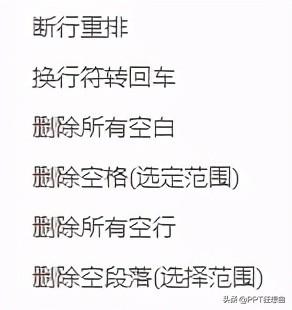 断行重排
换行符转回车
删除所有空白
删除空格(选定范围)
删除所有空行
删除空段落(选择范围)
头条 @PPT狂想曲